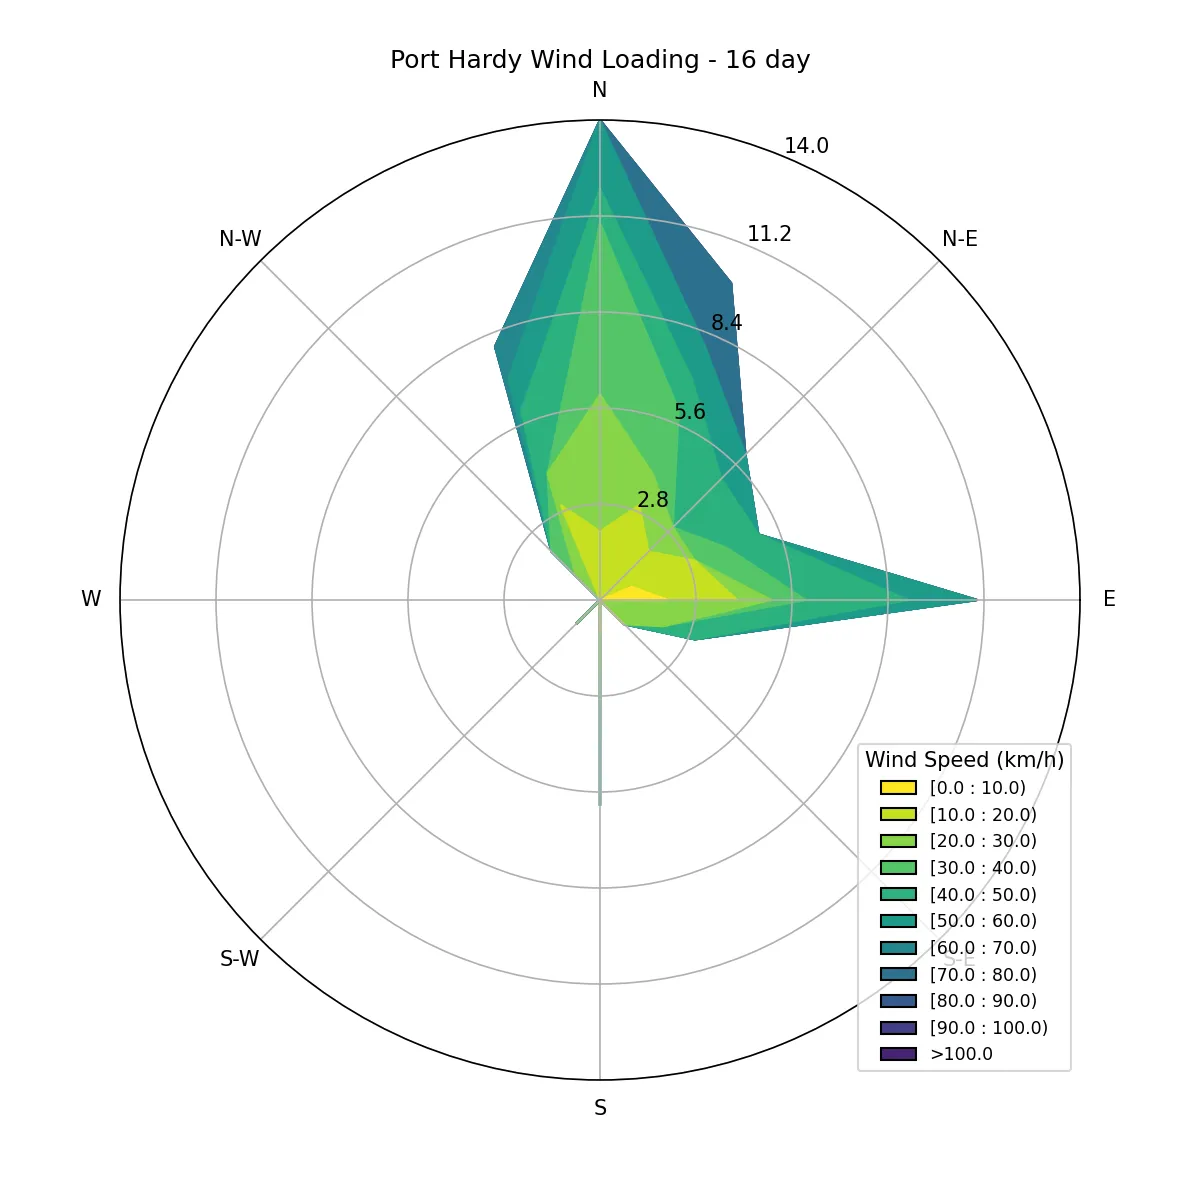 Port Hardy Wind Loading - 16 day
N
14.0
11.2
N-W
N-E
8.4
5.6
2.8
W
E
Wind Speed (km/h)
[0.0 : 10.0)
[10.0 : 20.0)
[20.0 : 30.0)
[30.0 : 40.0)
[40.0 : 50.0)
[50.0 : 60.0)
[60.0 : 70.0)
[70.0 : 80.0)
[80.0 : 90.0)
[90.0 : 100.0)
>100.0
S-W
S-E
S